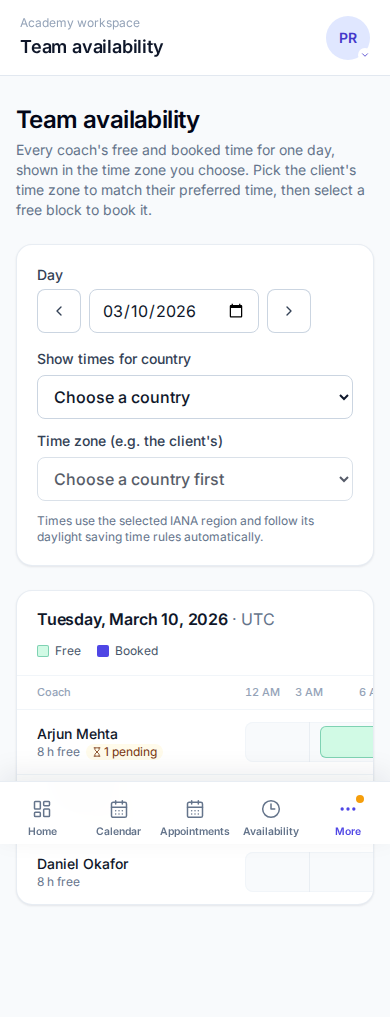 Academy workspace
Team availability
PR
Team availability
Every coach's free and booked time for one day,
shown in the time zone you choose. Pick the client's
time zone to match their preferred time, then select a
free block to book it.
Day
03/10/2026
Show times for country
Choose a country
Time zone (e.g. the client's)
Choose a country first
Times use the selected IANA region and follow its
daylight saving time rules automatically.
Tuesday, March 10, 2026 · UTC
Free Booked
Coach 12 AM 3 AM 6 A
Arjun Mehta
8 h free 1 pending
Home Calendar Appointments Availability More
Daniel Okafor
8 h free